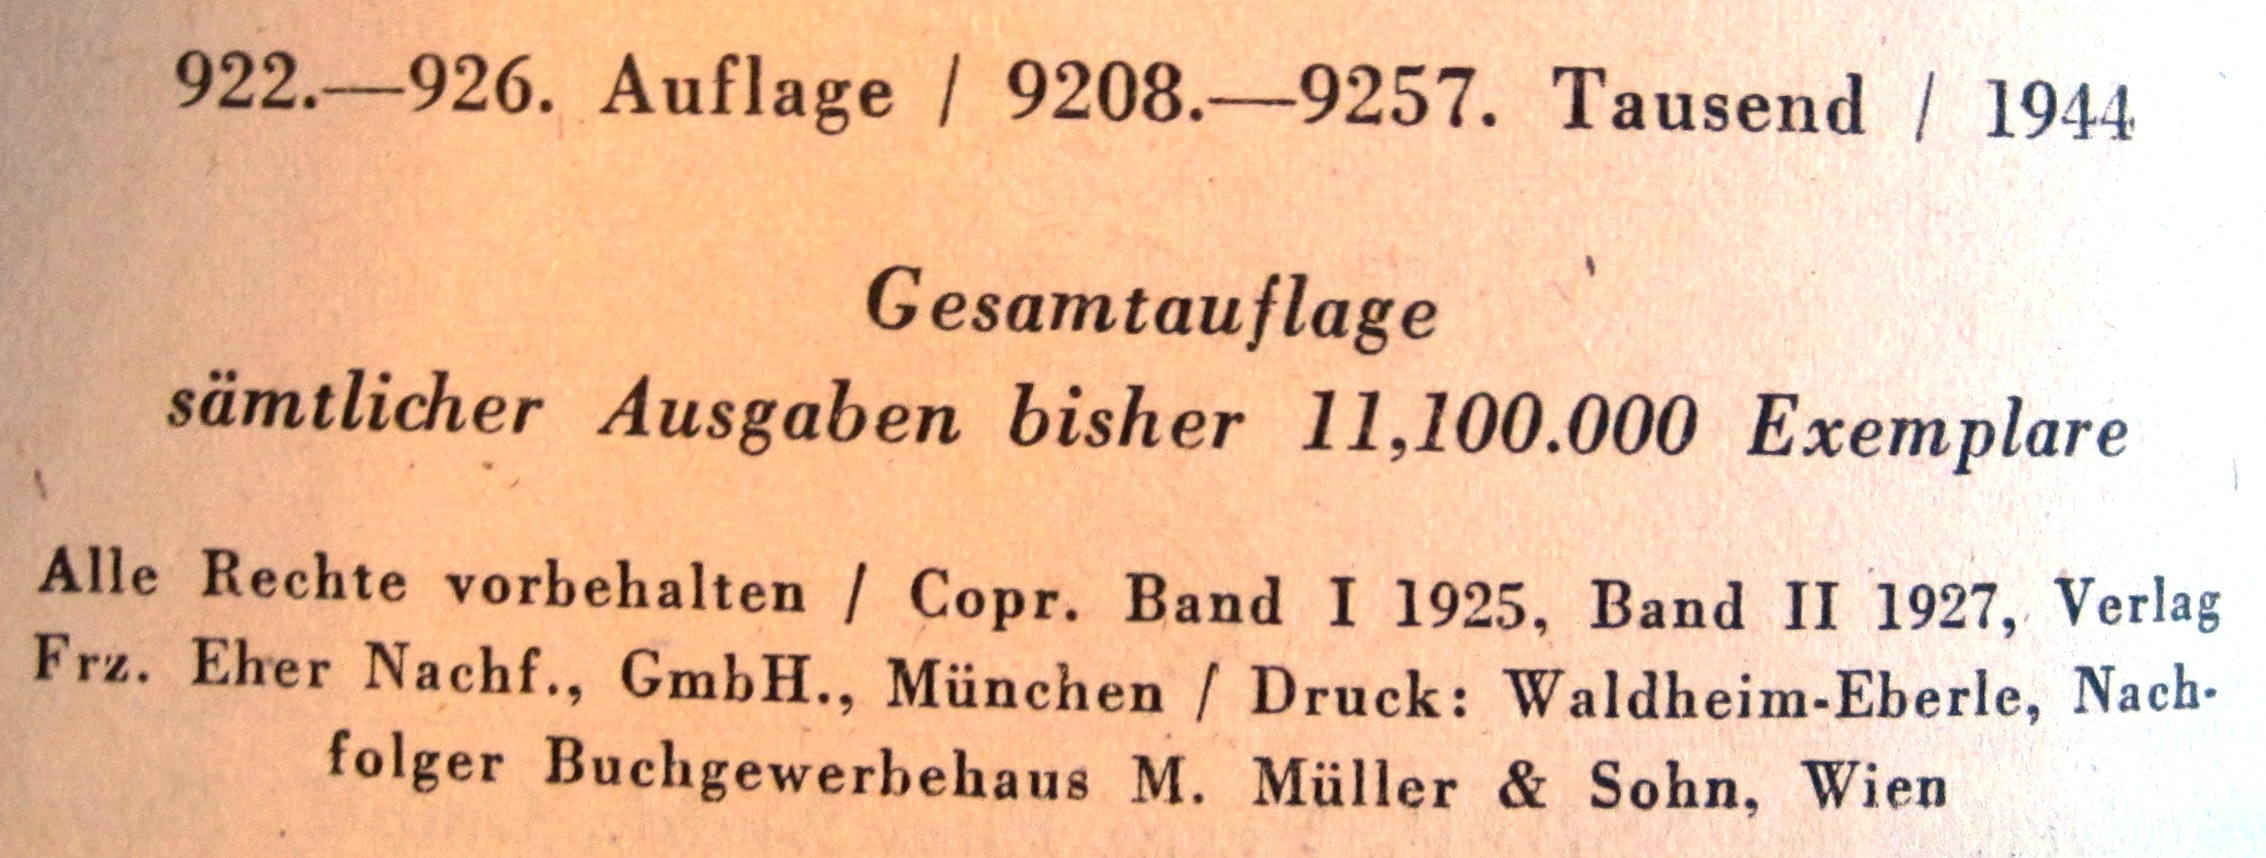 922.—926. Auflage / 9208.—9257. Tausend / 1944
Gesamtauflage
sämtlicher Ausgaben bisher 11,100.000 Exemplare
Alle Rechte vorbehalten / Copr. Band I 1925, Band II 1927, Verlag
Frz. Eher Nachf., GmbH., München / Druck: Waldheim-Eberle, Nach-
folger Buchgewerbehaus M. Müller & Sohn, Wien